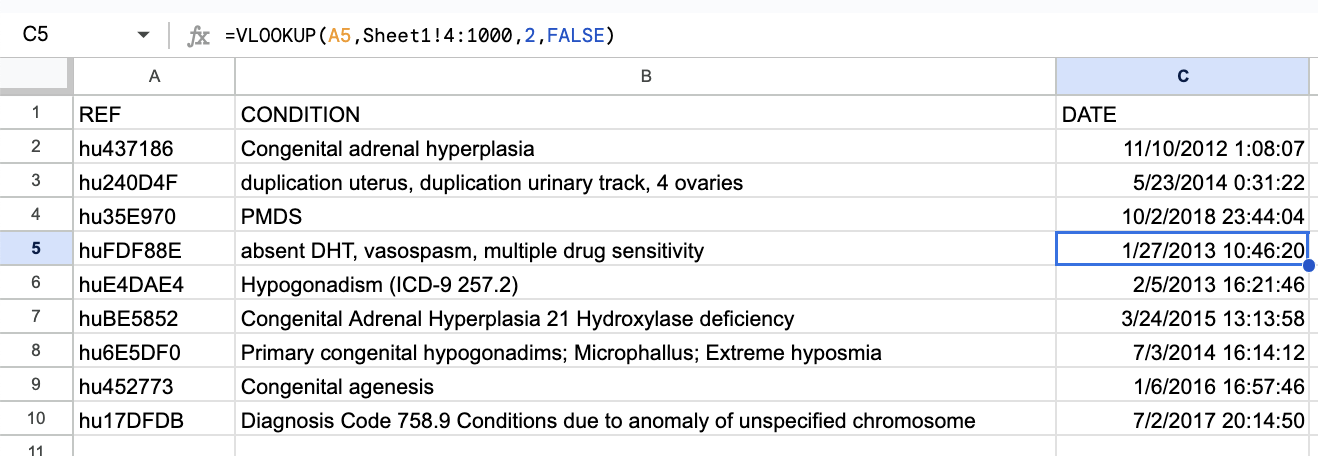 C5 fx =VLOOKUP(A5,Sheet1!4:1000,2,FALSE)
A B C
1 REF CONDITION DATE
2 hu437186 Congenital adrenal hyperplasia 11/10/2012 1:08:07
3 hu240D4F duplication uterus, duplication urinary track, 4 ovaries 5/23/2014 0:31:22
4 hu35E970 PMDS 10/2/2018 23:44:04
5 huFDF88E absent DHT, vasospasm, multiple drug sensitivity 1/27/2013 10:46:20
6 huE4DAE4 Hypogonadism (ICD-9 257.2) 2/5/2013 16:21:46
7 huBE5852 Congenital Adrenal Hyperplasia 21 Hydroxylase deficiency 3/24/2015 13:13:58
8 hu6E5DF0 Primary congenital hypogonadims; Microphallus; Extreme hyposmia 7/3/2014 16:14:12
9 hu452773 Congenital agenesis 1/6/2016 16:57:46
10 hu17DFDB Diagnosis Code 758.9 Conditions due to anomaly of unspecified chromosome 7/2/2017 20:14:50
11